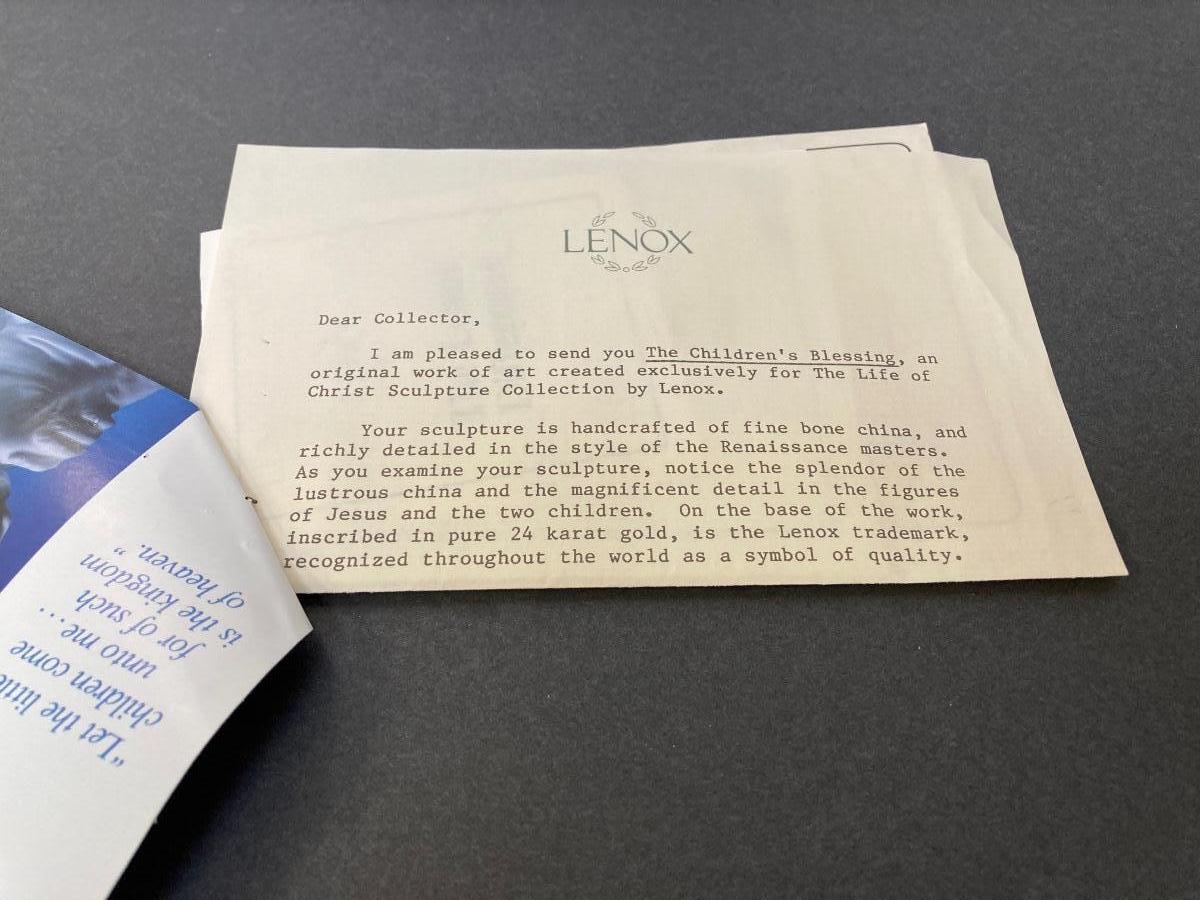 LENOX
Dear Collector,
I am pleased to send you The Children's Blessing, an
original work of art created exclusively for The Life of
Christ Sculpture Collection by Lenox.
Your sculpture is handcrafted of fine bone china, and
richly detailed in the style of the Renaissance masters.
As you examine your sculpture, notice the splendor of the
lustrous china and the magnificent detail in the figures
of Jesus and the two children. On the base of the work,
inscribed in pure 24 karat gold, is the Lenox trademark,
recognized throughout the world as a symbol of quality.
"Let the little
children come
unto me...
for of such
is the kingdom
of heaven."